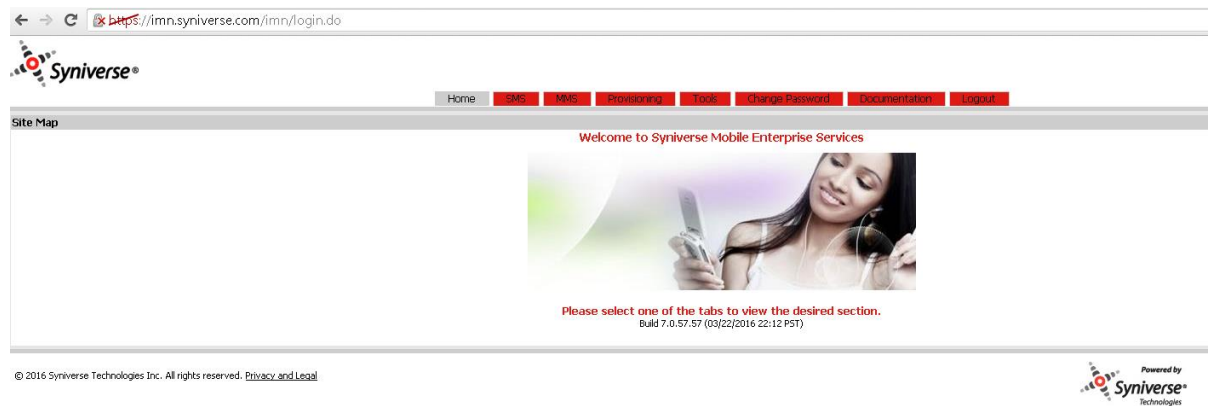 https://imn.syniverse.com/imn/login.do
Syniverse®
Home SMS MMS Provisioning Tools Change Password Documentation Logout
Site Map
Welcome to Syniverse Mobile Enterprise Services
Please select one of the tabs to view the desired section.
Build 7.0.57.57 (03/22/2016 22:12 PST)
© 2016 Syniverse Technologies Inc. All rights reserved. Privacy and Legal
Powered by
Syniverse®
Technologies